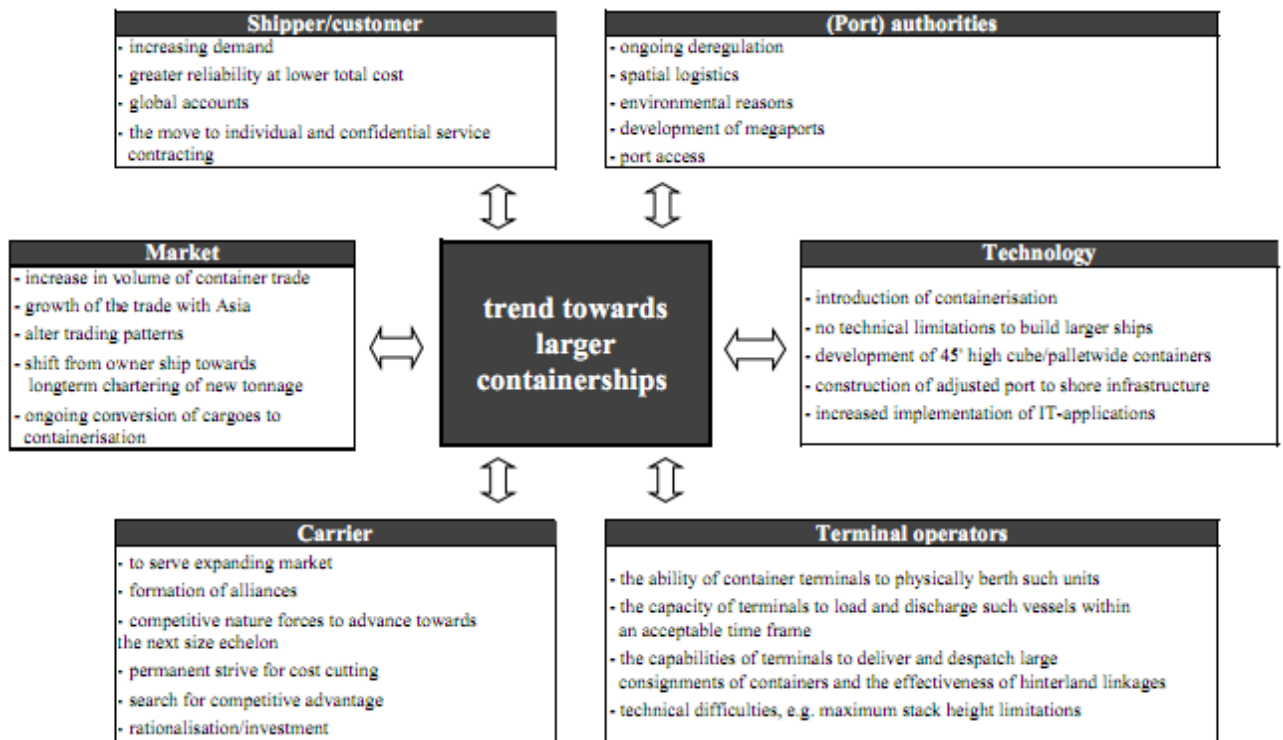 Shipper/customer
- increasing demand
- greater reliability at lower total cost
- global accounts
- the move to individual and confidential service
contracting
(Port) authorities
- ongoing deregulation
- spatial logistics
- environmental reasons
- development of megaports
- port access
Market
- increase in volume of container trade
- growth of the trade with Asia
- alter trading patterns
- shift from owner ship towards
longterm chartering of new tonnage
- ongoing conversion of cargoes to
containerisation
trend towards
larger
containerships
Technology
- introduction of containerisation
- no technical limitations to build larger ships
- development of 45' high cube/palletwide containers
- construction of adjusted port to shore infrastructure
- increased implementation of IT-applications
Carrier
- to serve expanding market
- formation of alliances
- competitive nature forces to advance towards
the next size echelon
- permanent strive for cost cutting
- search for competitive advantage
- rationalisation/investment
Terminal operators
- the ability of container terminals to physically berth such units
- the capacity of terminals to load and discharge such vessels within
an acceptable time frame
- the capabilities of terminals to deliver and despatch large
consignments of containers and the effectiveness of hinterland linkages
- technical difficulties, e.g. maximum stack height limitations